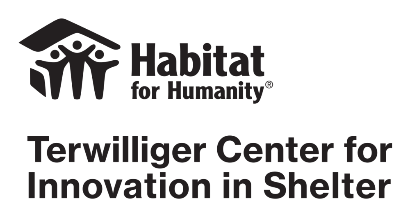 Habitat
for Humanity®
Terwilliger Center for
Innovation in Shelter